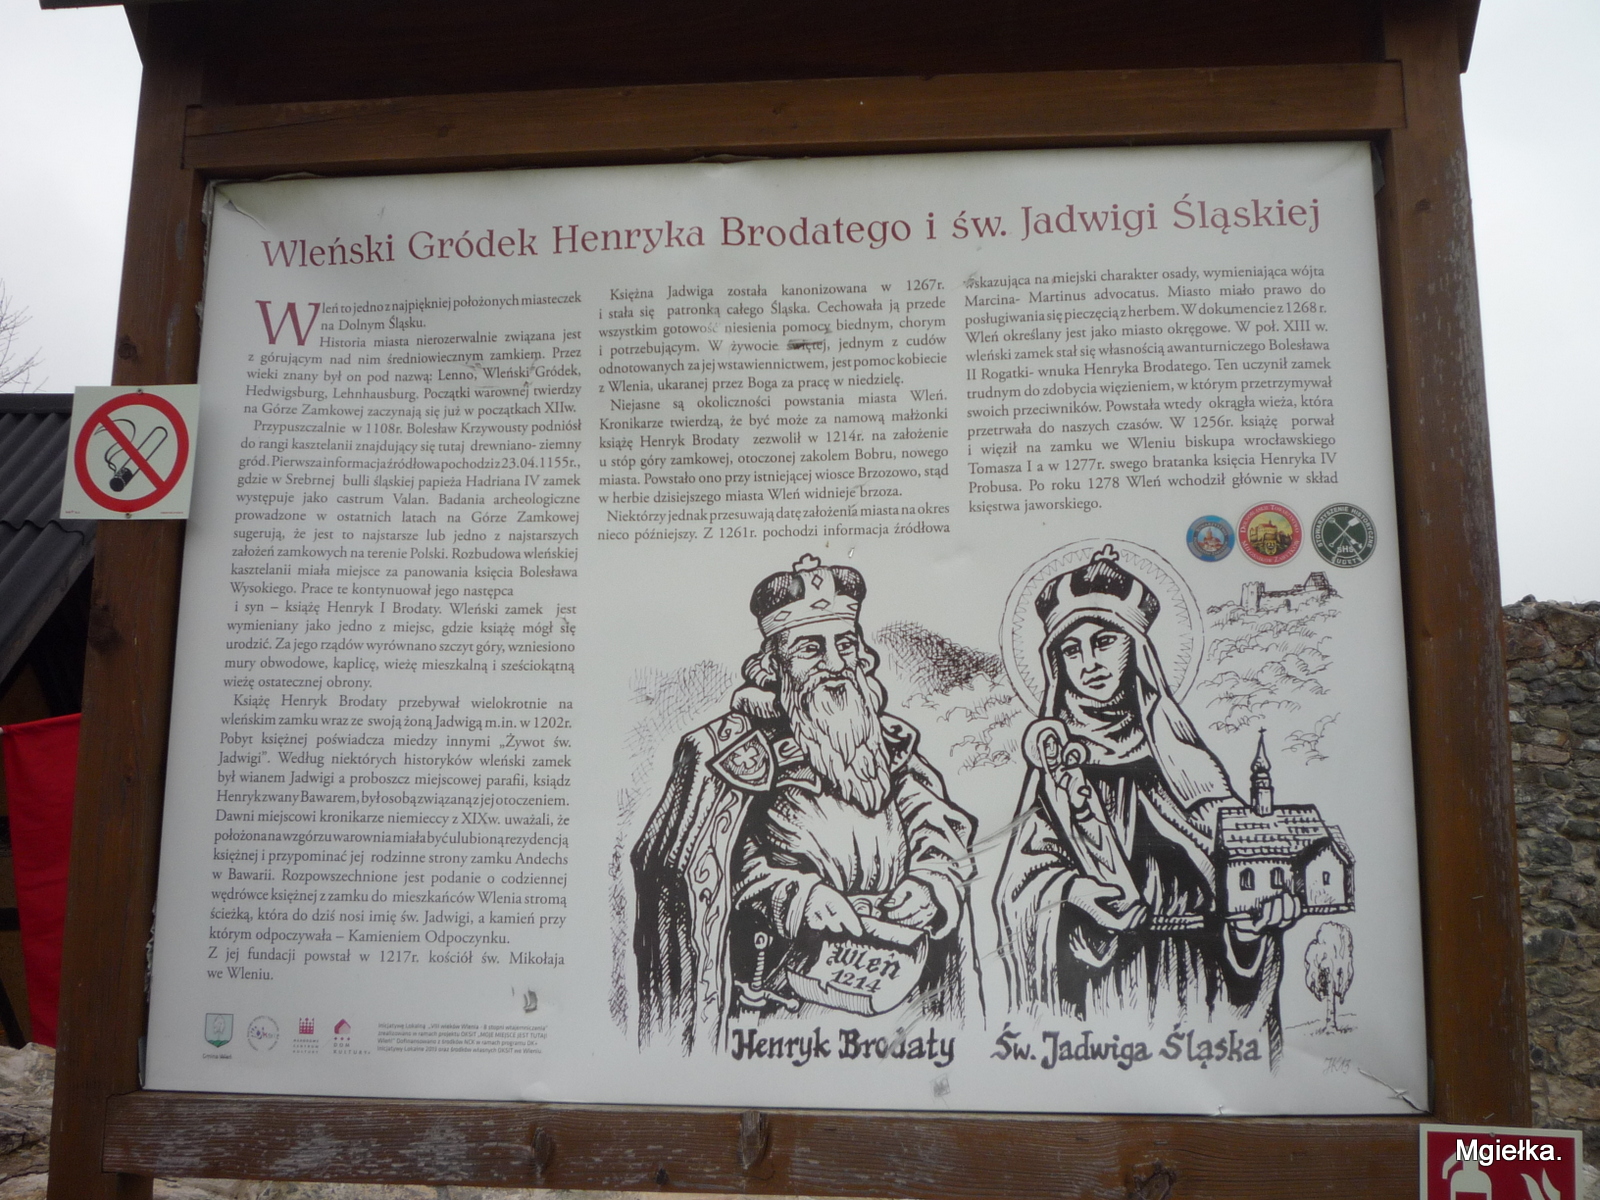 Wleński Gródek Henryka Brodatego i św. Jadwigi Śląskiej
Wleń to jedno z najpiękniej położonych miasteczek
na Dolnym Śląsku.
Historia miasta nierozerwalnie związana jest
z górującym nad nim średniowiecznym zamkiem. Przez
wieki znany był on pod nazwą: Lenno, Wleński Gródek,
Hedwigsburg, Lehnhausburg. Początki warownej twierdzy
na Górze Zamkowej zaczynają się już w początkach XIIw.
Przypuszczalnie w 1108r. Bolesław Krzywousty podniósł
do rangi kasztelanii znajdujący się tutaj drewniano- ziemny
gród. Pierwsza informacja źródłowa pochodzi z 23.04.1155r.,
gdzie w Srebrnej bulli śląskiej papieża Hadriana IV zamek
występuje jako castrum Valan. Badania archeologiczne
prowadzone w ostatnich latach na Górze Zamkowej
sugerują, że jest to najstarsze lub jedno z najstarszych
założeń zamkowych na terenie Polski. Rozbudowa wleńskiej
kasztelanii miała miejsce za panowania księcia Bolesława
Wysokiego. Prace te kontynuował jego następca
i syn – książę Henryk I Brodaty. Wleński zamek jest
wymieniany jako jedno z miejsc, gdzie książę mógł się
urodzić. Za jego rządów wyrównano szczyt góry, wzniesiono
mury obwodowe, kaplicę, wieżę mieszkalną i sześciokątną
wieżę ostatecznej obrony.
Książę Henryk Brodaty przebywał wielokrotnie na
wleńskim zamku wraz ze swoją żoną Jadwigą m.in. w 1202r.
Pobyt księżnej poświadcza miedzy innymi „Żywot św.
Jadwigi". Według niektórych historyków wleński zamek
był wianem Jadwigi a proboszcz miejscowej parafii, ksiądz
Henryk zwany Bawarem, był osobą związaną z jej otoczeniem.
Dawni miejscowi kronikarze niemieccy z XIXw. uważali, że
położona na wzgórzu warownia miała być ulubioną rezydencją
księżnej i przypominać jej rodzinne strony zamku Andechs
w Bawarii. Rozpowszechnione jest podanie o codziennej
wędrówce księżnej z zamku do mieszkańców Wlenia stromą
ścieżką, która do dziś nosi imię św. Jadwigi, a kamień przy
którym odpoczywała – Kamieniem Odpoczynku.
Z jej fundacji powstał w 1217r. kościół św. Mikołaja
we Wleniu.
Księżna Jadwiga została kanonizowana w 1267r.
i stała się patronką całego Śląska. Cechowała ją przede
wszystkim gotowość niesienia pomocy biednym, chorym
i potrzebującym. W żywocie świętej, jednym z cudów
odnotowanych za jej wstawiennictwem, jest pomoc kobiecie
z Wlenia, ukaranej przez Boga za pracę w niedzielę.
Niejasne są okoliczności powstania miasta Wleń.
Kronikarze twierdzą, że być może za namową małżonki
książę Henryk Brodaty zezwolił w 1214r. na założenie
u stóp góry zamkowej, otoczonej zakolem Bobru, nowego
miasta. Powstało ono przy istniejącej wiosce Brzozowo, stąd
w herbie dzisiejszego miasta Wleń widnieje brzoza.
Niektórzy jednak przesuwają datę założenia miasta na okres
nieco późniejszy. Z 1261r. pochodzi informacja źródłowa
wskazująca na miejski charakter osady, wymieniająca wójta
Marcina- Martinus advocatus. Miasto miało prawo do
posługiwania się pieczęcią z herbem. W dokumencie z 1268 r.
Wleń określany jest jako miasto okręgowe. W poł. XIII w.
wleński zamek stał się własnością awanturniczego Bolesława
II Rogatki- wnuka Henryka Brodatego. Ten uczynił zamek
trudnym do zdobycia więzieniem, w którym przetrzymywał
swoich przeciwników. Powstała wtedy okrągła wieża, która
przetrwała do naszych czasów. W 1256r. książę porwał
i więził na zamku we Wleniu biskupa wrocławskiego
Tomasza I a w 1277r. swego bratanka księcia Henryka IV
Probusa. Po roku 1278 Wleń wchodził głównie w skład
księstwa jaworskiego.
Wleń
1214
Henryk Brodaty
Św. Jadwiga Śląska
Gmina Wleń
NARODOWE
CENTRUM
KULTURY
DOM
KULTURY+
SHS
Mgiełka.